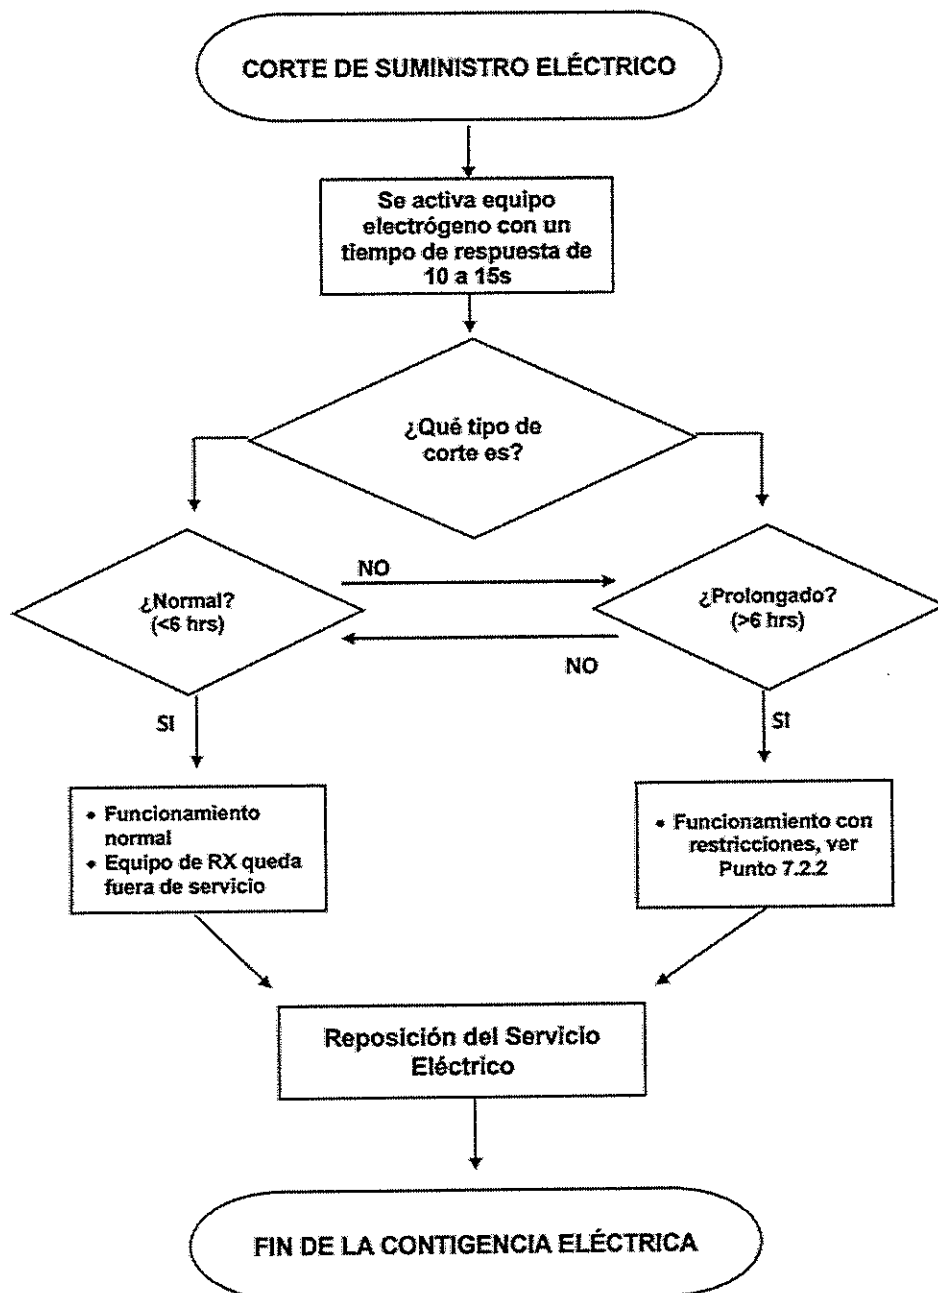 CORTE DE SUMINISTRO ELÉCTRICO
Se activa equipo
electrógeno con un
tiempo de respuesta de
10 a 15s
¿Qué tipo de
corte es?
NO
¿Normal?
(<6 hrs)
¿Prolongado?
(>6 hrs)
NO
SI
SI
• Funcionamiento
normal
• Equipo de RX queda
fuera de servicio
• Funcionamiento con
restricciones, ver
Punto 7.2.2
Reposición del Servicio
Eléctrico
FIN DE LA CONTIGENCIA ELÉCTRICA